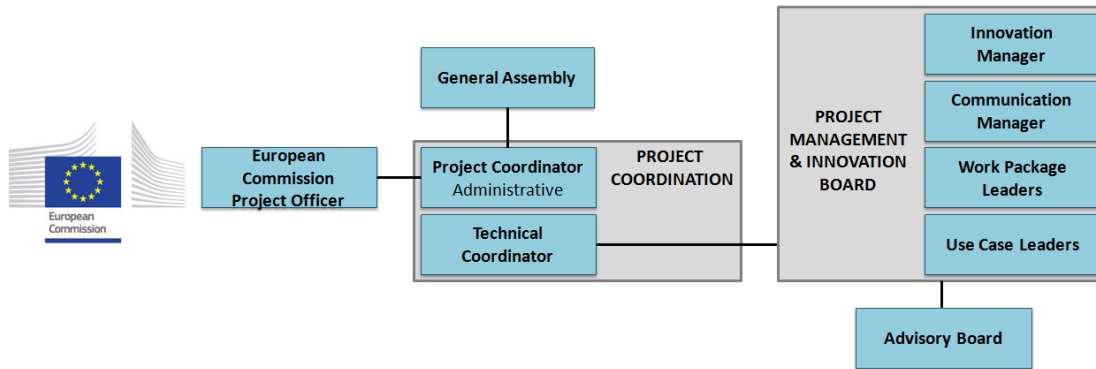 European
Commission
European
Commission
Project Officer
General Assembly
Project Coordinator
Administrative
PROJECT
COORDINATION
Technical
Coordinator
PROJECT
MANAGEMENT
& INNOVATION
BOARD
Innovation
Manager
Communication
Manager
Work Package
Leaders
Use Case Leaders
Advisory Board